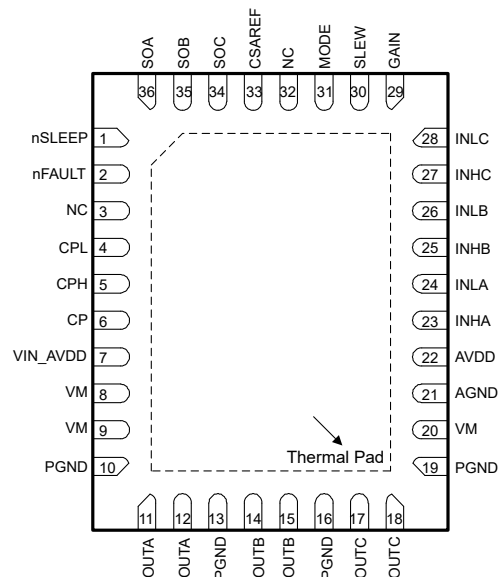 SOA
SOB
SOC
CSAREF
NC
MODE
SLEW
GAIN
36
35
34
33
32
31
30
29
nSLEEP 1
28 INLC
nFAULT 2
27 INHC
NC 3
26 INLB
CPL 4
25 INHB
CPH 5
24 INLA
CP 6
23 INHA
VIN_AVDD 7
22 AVDD
VM 8
21 AGND
VM 9
20 VM
PGND 10
19 PGND
Thermal Pad
11
12
13
14
15
16
17
18
OUTA
OUTA
PGND
OUTB
OUTB
PGND
OUTC
OUTC